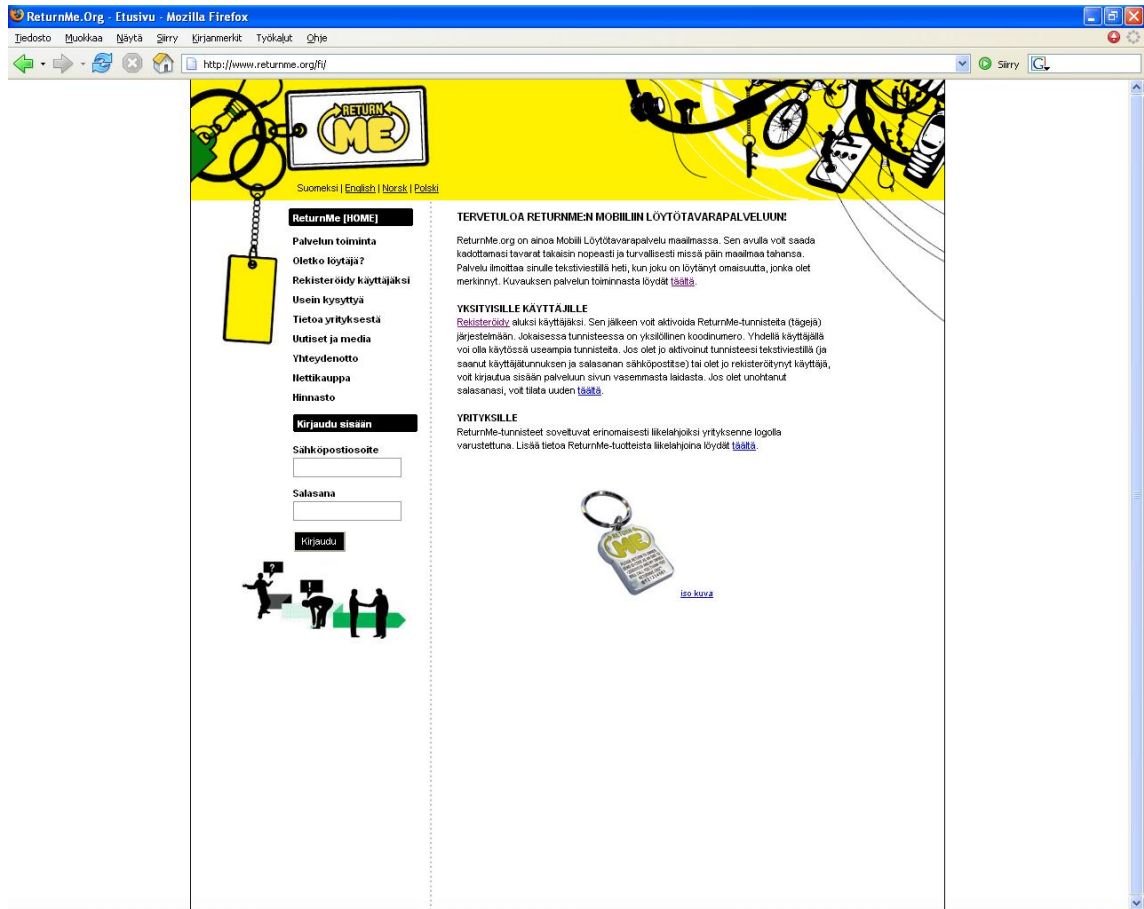 ReturnMe.Org - Etusivu - Mozilla Firefox
Tiedosto Muokkaa Näytä Siirry Kirjanmerkit Työkalut Ohje
http://www.returnme.org/fi/
Siirry
RETURN
ME
Suomeksi | English | Norsk | Polski
ReturnMe [HOME]
Palvelun toiminta
Oletko löytäjä?
Rekisteröidy käyttäjäksi
Usein kysyttyä
Tietoa yrityksestä
Uutiset ja media
Yhteydenotto
Nettikauppa
Hinnasto
Kirjaudu sisään
Sähköpostiosoite
Salasana
Kirjaudu
?
!
TERVETULOA RETURNME:N MOBIILIIN LÖYTÖTAVARAPALVELUUN!
ReturnMe.org on ainoa Mobiili Löytötavarapalvelu maailmassa. Sen avulla voit saada
kadottamasi tavarat takaisin nopeasti ja turvallisesti missä päin maailmaa tahansa.
Palvelu ilmoittaa sinulle tekstiviestillä heti, kun joku on löytänyt omaisuutta, jonka olet
merkinnyt. Kuvauksen palvelun toiminnasta löydät täältä.
YKSITYISILLE KÄYTTÄJILLE
Rekisteröidy aluksi käyttäjäksi. Sen jälkeen voit aktivoida ReturnMe-tunnisteita (tägejä)
järjestelmään. Jokaisessa tunnisteessa on yksilöllinen koodinumero. Yhdellä käyttäjällä
voi olla käytössä useampia tunnisteita. Jos olet jo aktivoinut tunnisteesi tekstiviestillä (ja
saanut käyttäjätunnuksen ja salasanan sähköpostitse) tai olet jo rekisteröitynyt käyttäjä,
voit kirjautua sisään palveluun sivun vasemmasta laidasta. Jos olet unohtanut
salasanasi, voit tilata uuden täältä.
YRITYKSILLE
ReturnMe-tunnisteet soveltuvat erinomaisesti liikelahjoiksi yrityksenne logolla
varustettuna. Lisää tietoa ReturnMe-tuotteista liikelahjoina löydät täältä.
RETURN
ME
iso kuva